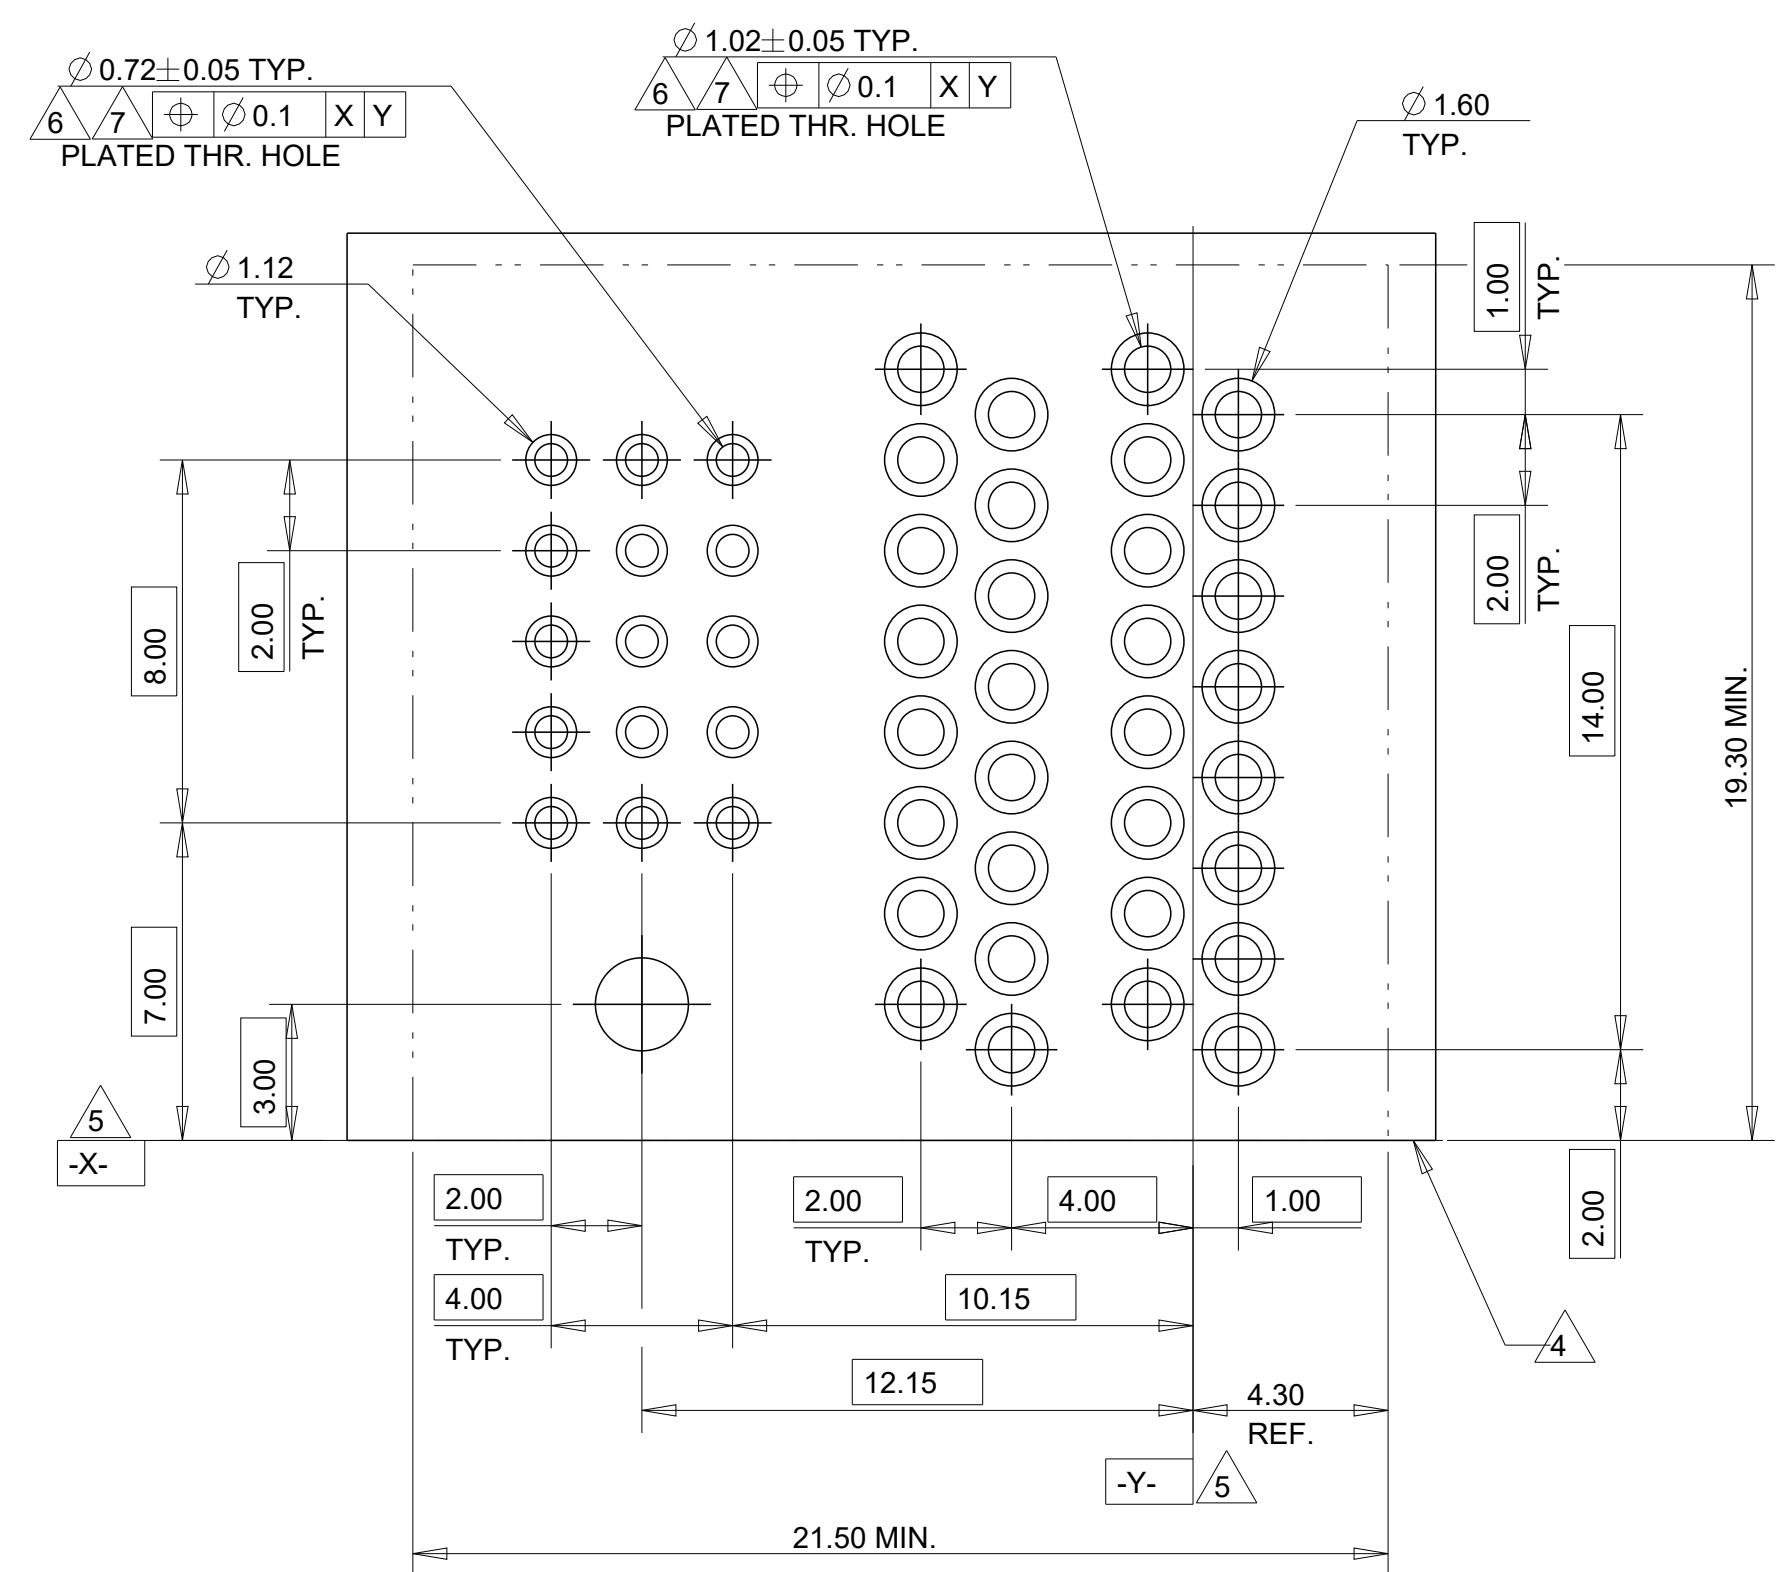 ∅ 1.02±0.05 TYP.
6 7 ⌖ ∅ 0.1 X Y
PLATED THR. HOLE
∅ 0.72±0.05 TYP.
6 7 ⌖ ∅ 0.1 X Y
PLATED THR. HOLE
∅ 1.60
TYP.
∅ 1.12
TYP.
1.00
TYP.
2.00
TYP.
8.00
2.00
TYP.
14.00
19.30 MIN.
7.00
3.00
5
-X-
2.00
TYP.
2.00
TYP.
4.00
1.00
2.00
4.00
TYP.
10.15
4
12.15
4.30
REF.
-Y- 5
21.50 MIN.